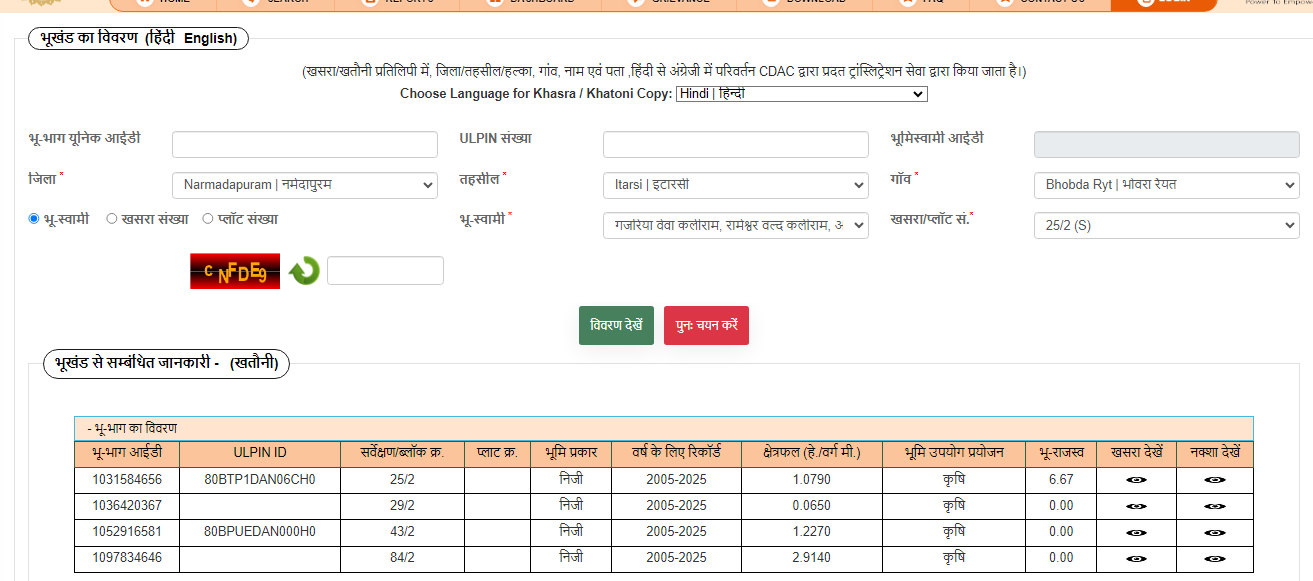 HOME SEARCH REPORTS DASHBOARD GRIEVANCE DOWNLOAD FAQ CONTACT US LOGIN
भूखंड का विवरण (हिंदी English)
(खसरा/खतौनी प्रतिलिपी में, जिला/तहसील/हल्का, गांव, नाम एवं पता ,हिंदी से अंग्रेजी में परिवर्तन CDAC द्वारा प्रदत ट्रांस्लिट्रेशन सेवा द्वारा किया जाता है।)
Choose Language for Khasra / Khatoni Copy: Hindi | हिन्दी
भू-भाग यूनिक आईडी ULPIN संख्या भूमिस्वामी आईडी
जिला * Narmadapuram | नर्मदापुरम तहसील * Itarsi | इटारसी गाँव * Bhobda Ryt | भोवरा रेयत
भू-स्वामी खसरा संख्या प्लॉट संख्या भू-स्वामी * गजरिया वेवा कलीराम, रामेश्वर वल्द कलीराम, अ खसरा/प्लॉट सं.* 25/2 (S)
CNFDE9
विवरण देखें पुनः चयन करें
भूखंड से सम्बंधित जानकारी - (खतौनी)
- भू-भाग का विवरण
भू-भाग आईडी ULPIN ID सर्वेक्षण/ब्लॉक क्र. प्लाट क्र. भूमि प्रकार वर्ष के लिए रिकॉर्ड क्षेत्रफल (हे./वर्ग मी.) भूमि उपयोग प्रयोजन भू-राजस्व खसरा देखें नक्शा देखें
1031584656 80BTP1DAN06CH0 25/2 निजी 2005-2025 1.0790 कृषि 6.67
1036420367 29/2 निजी 2005-2025 0.0650 कृषि 0.00
1052916581 80BPUEDAN000H0 43/2 निजी 2005-2025 1.2270 कृषि 0.00
1097834646 84/2 निजी 2005-2025 2.9140 कृषि 0.00